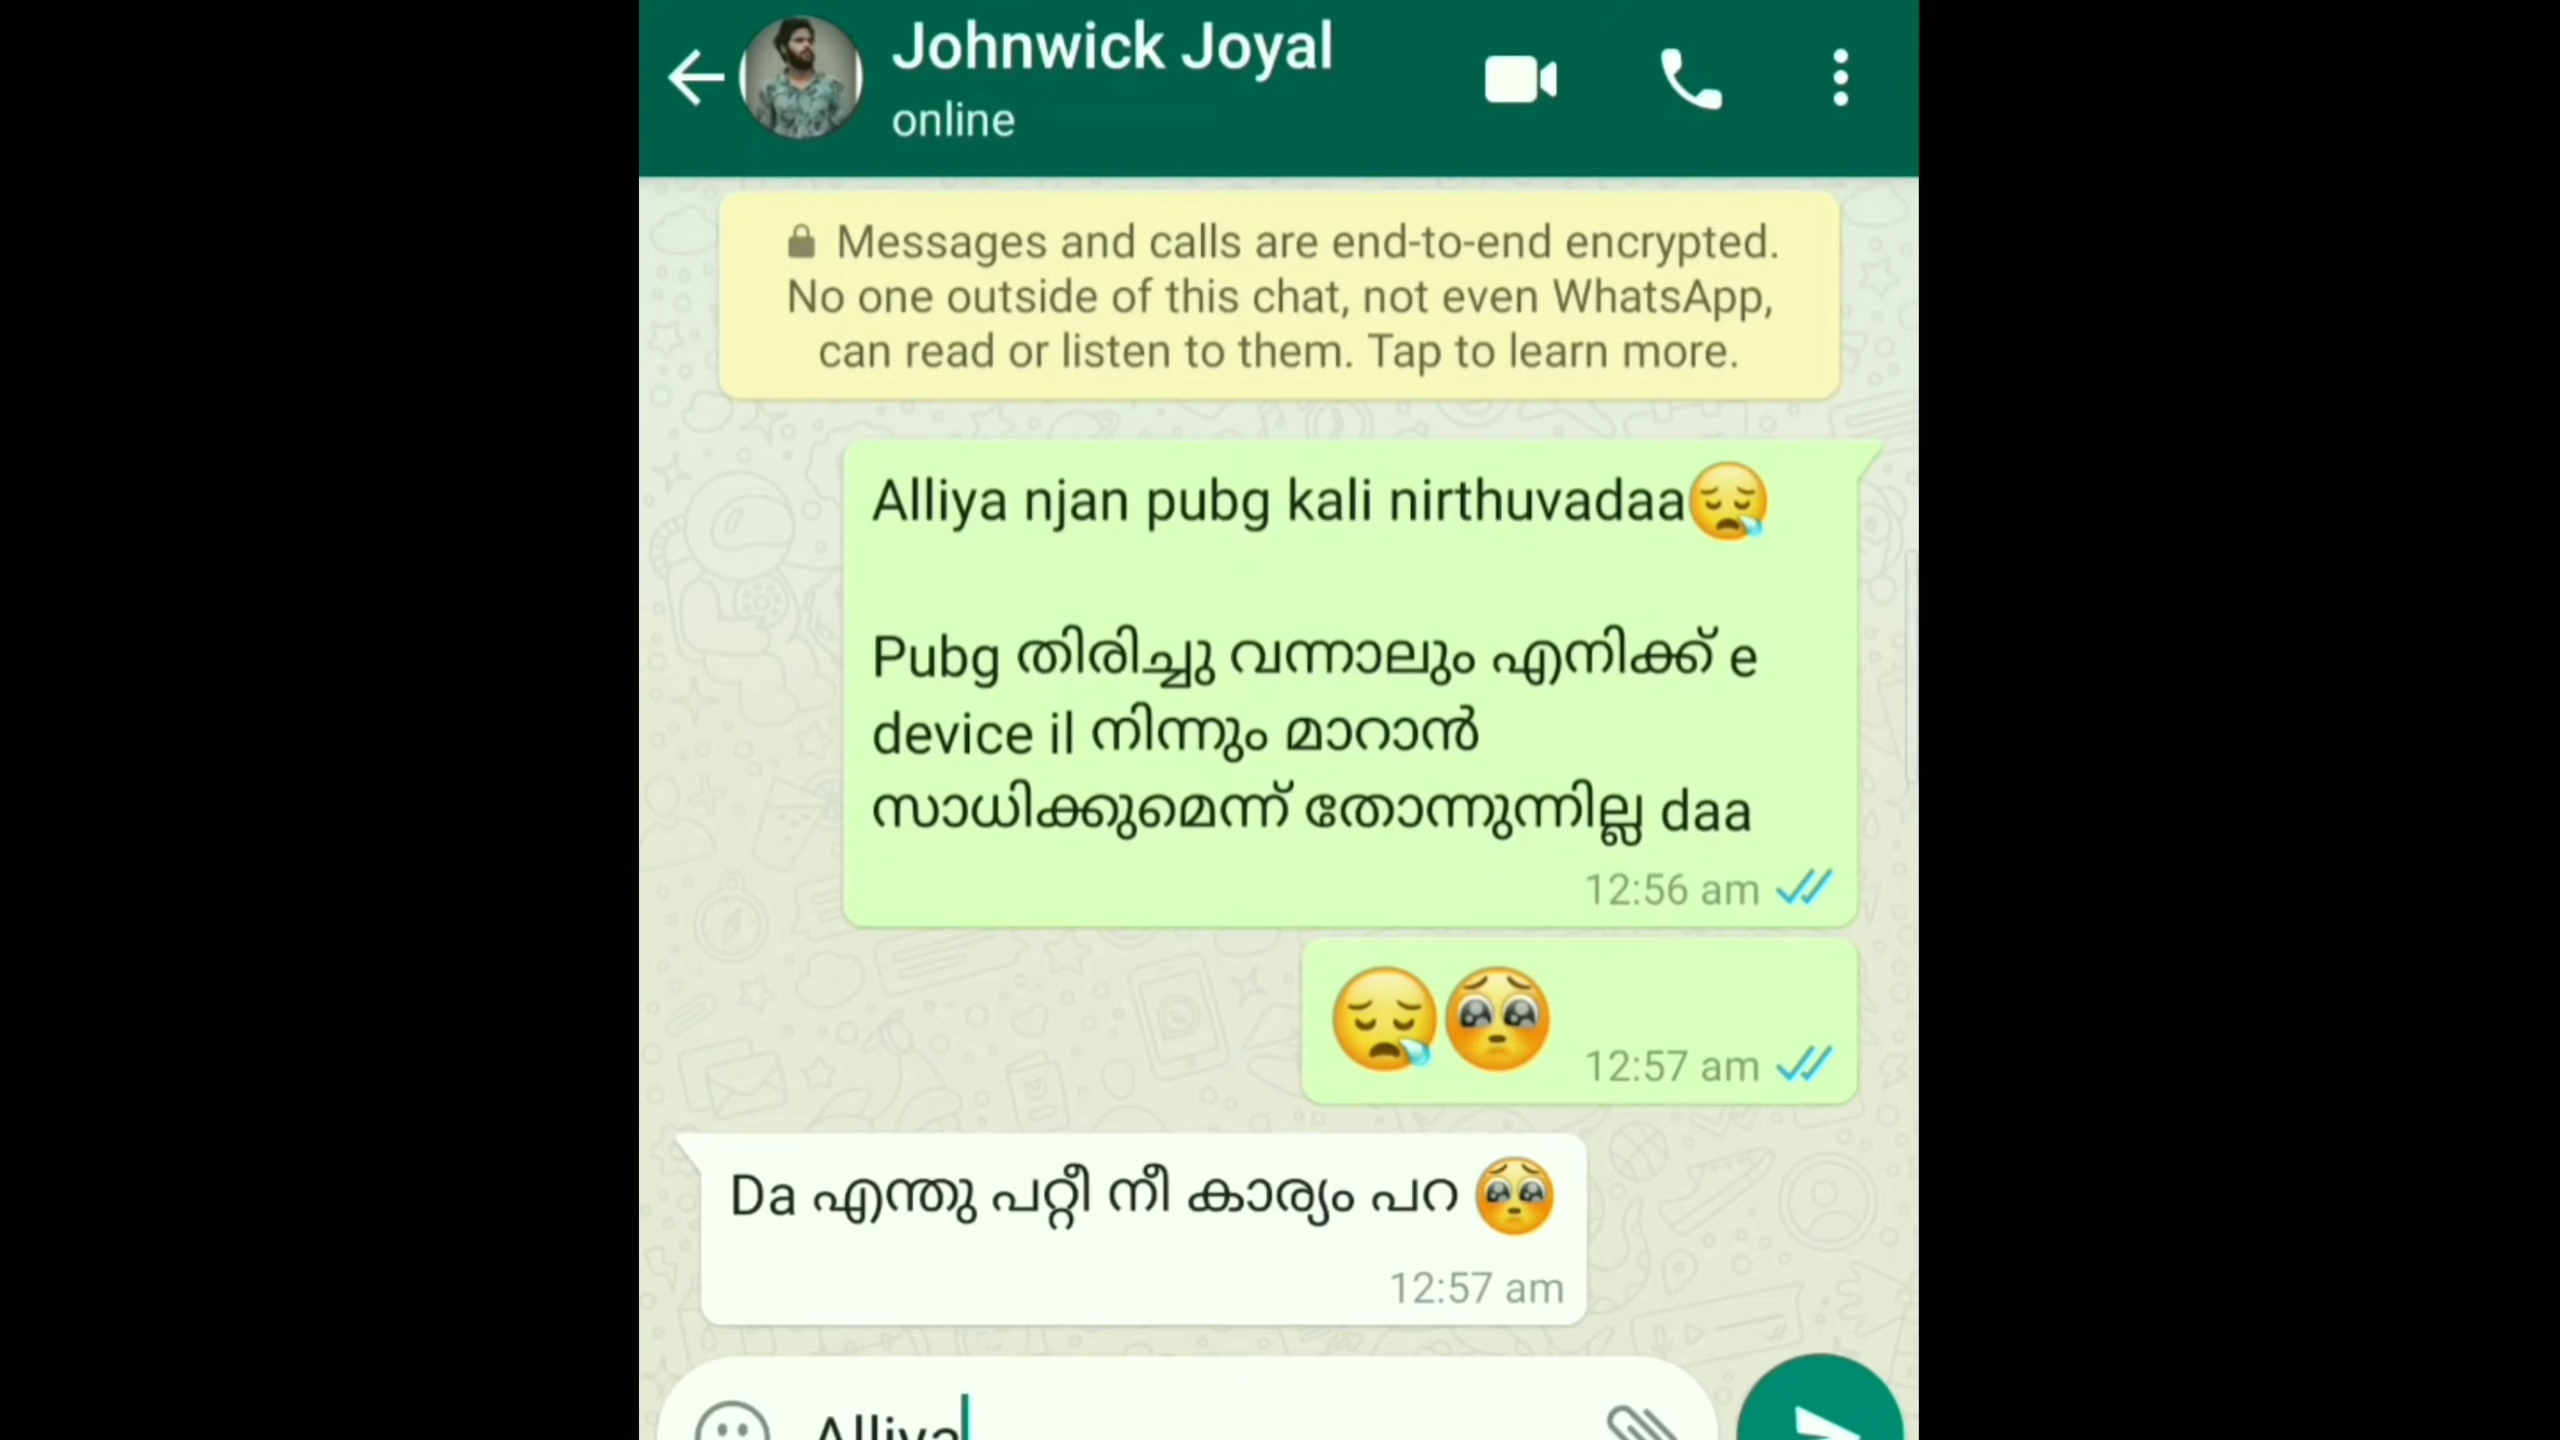 Johnwick Joyal
online
Messages and calls are end-to-end encrypted.
No one outside of this chat, not even WhatsApp,
can read or listen to them. Tap to learn more.
Alliya njan pubg kali nirthuvadaa😪
Pubg തിരിച്ചു വന്നാലും എനിക്ക് e
device il നിന്നും മാറാൻ
സാധിക്കുമെന്ന് തോന്നുന്നില്ല daa
12:56 am
😪🥺 12:57 am
Da എന്തു പറ്റീ നീ കാര്യം പറ 🥺
12:57 am
Alliya